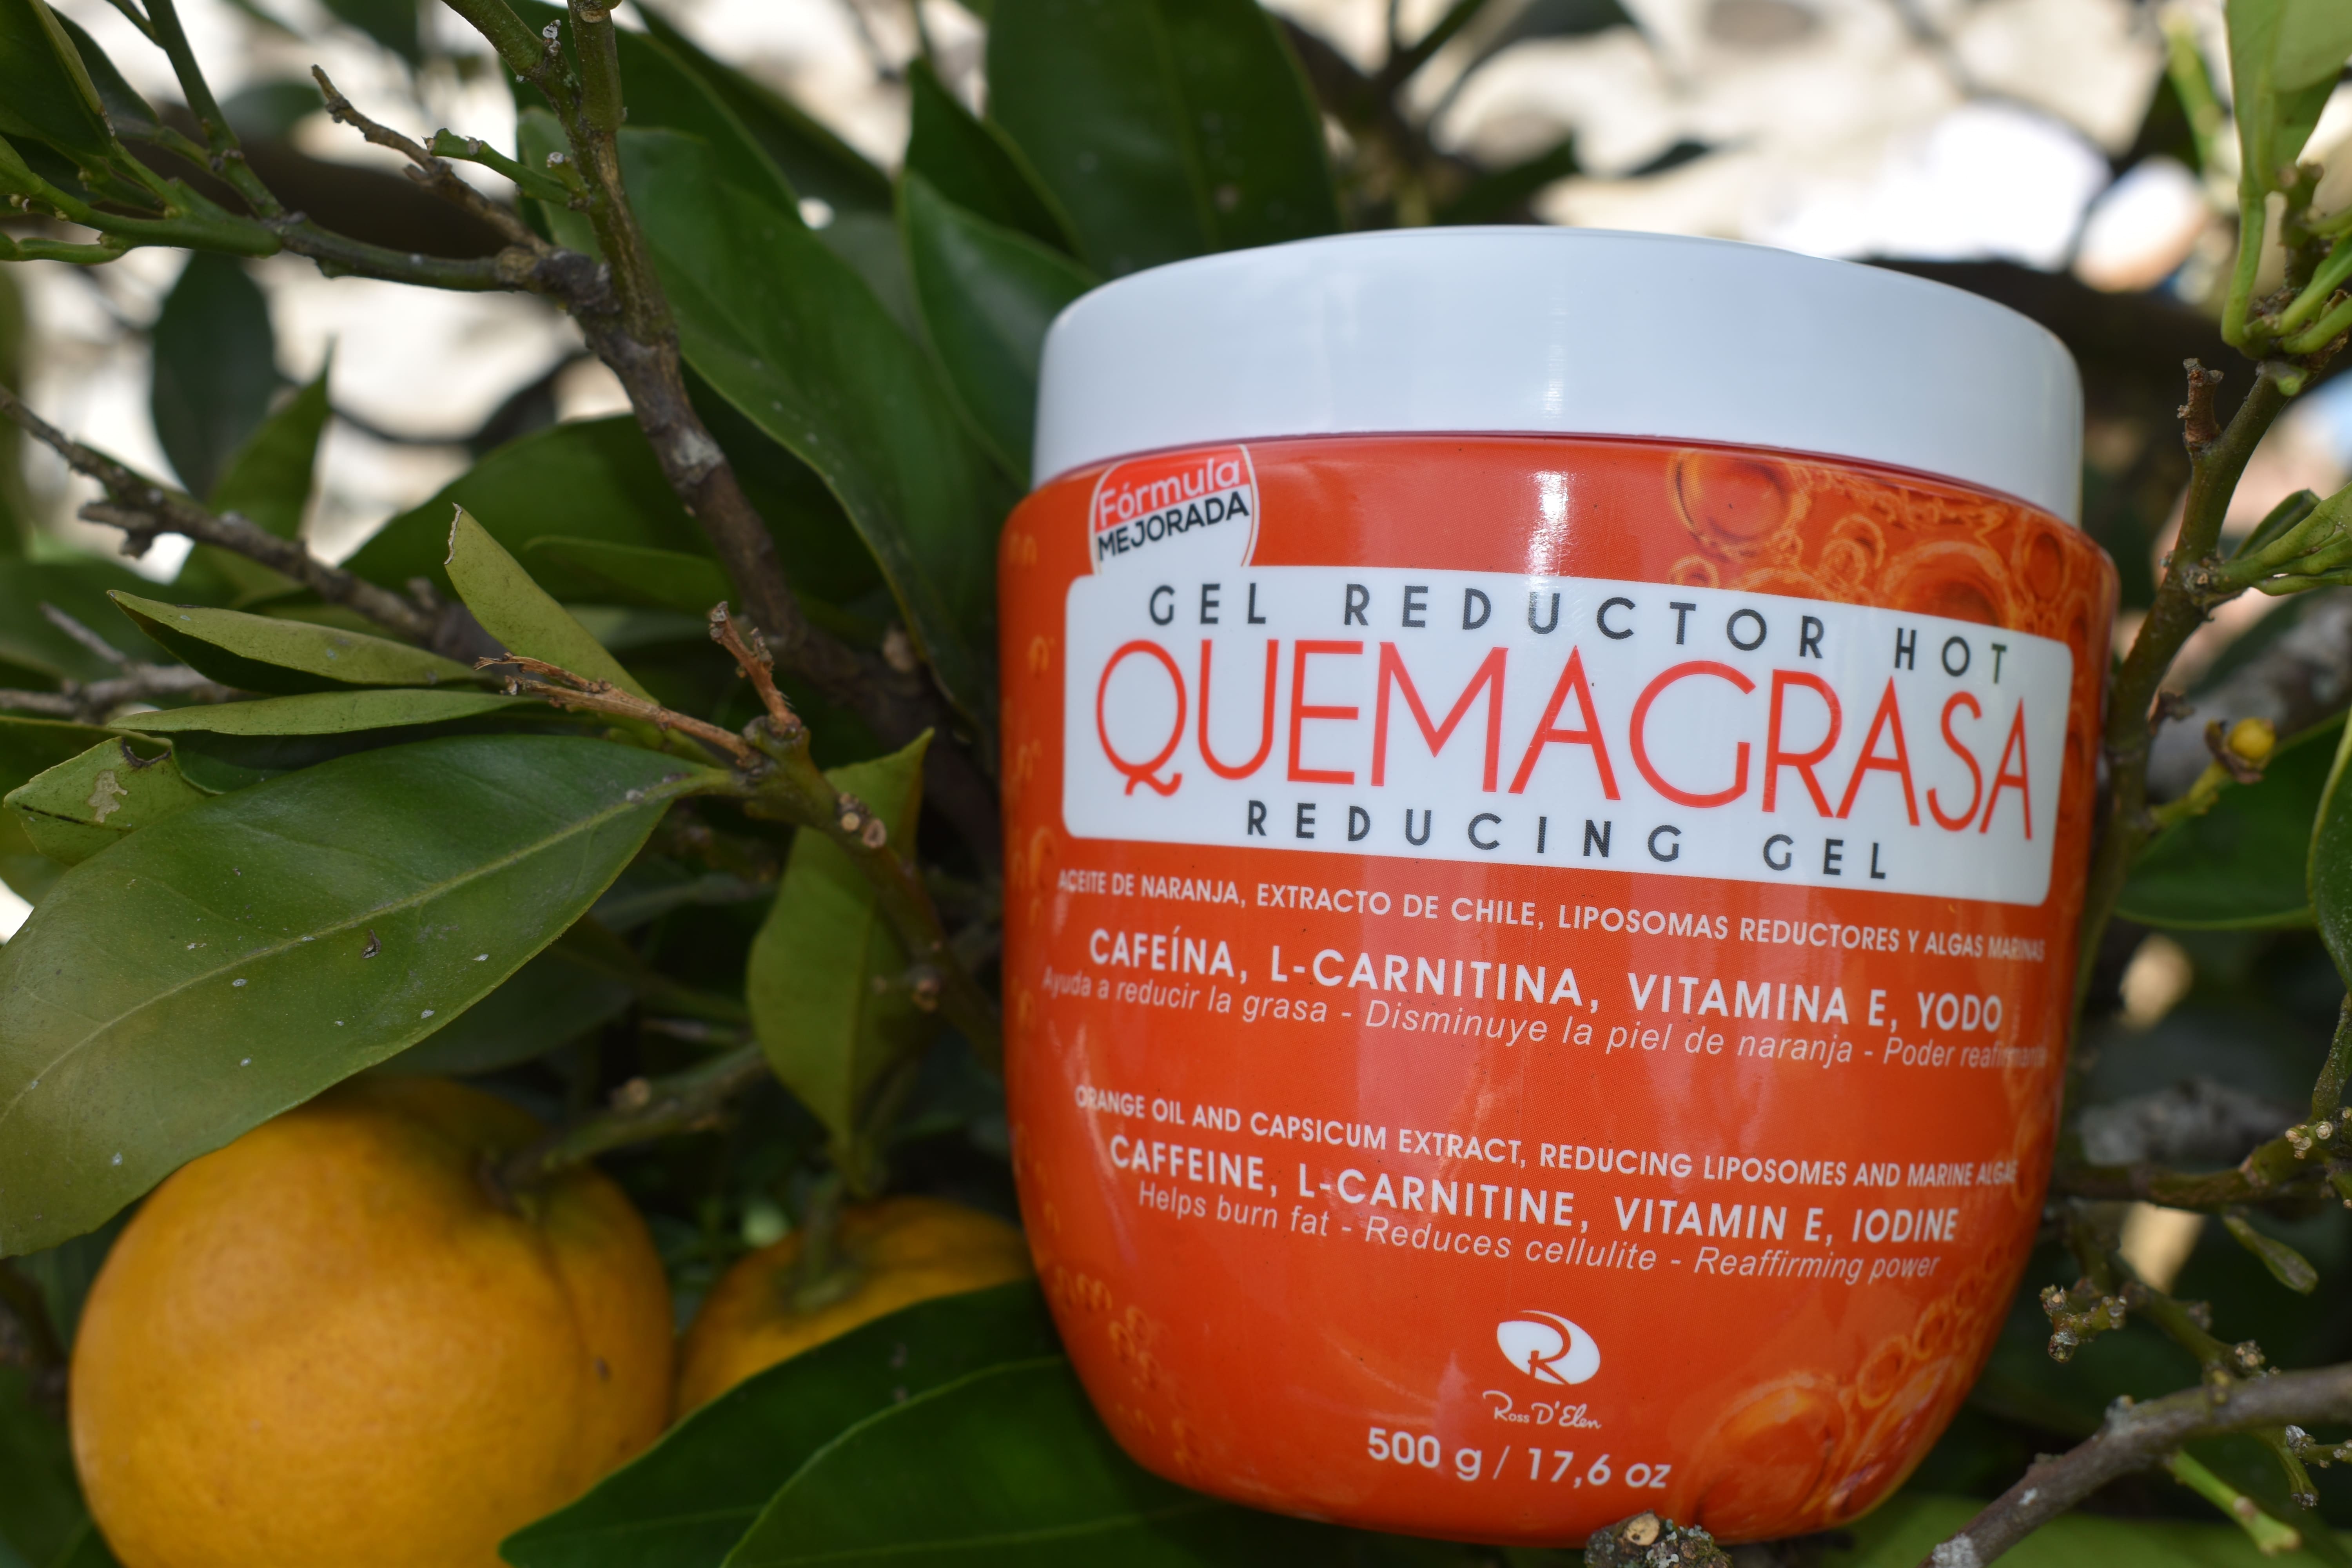 Fórmula
MEJORADA
GEL REDUCTOR HOT
QUEMAGRASA
REDUCING GEL
ACEITE DE NARANJA, EXTRACTO DE CHILE, LIPOSOMAS REDUCTORES Y ALGAS MARINAS
CAFEÍNA, L-CARNITINA, VITAMINA E, YODO
Ayuda a reducir la grasa - Disminuye la piel de naranja - Poder reafirmante
ORANGE OIL AND CAPSICUM EXTRACT, REDUCING LIPOSOMES AND MARINE ALGAE
CAFFEINE, L-CARNITINE, VITAMIN E, IODINE
Helps burn fat - Reduces cellulite - Reaffirming power
R
Ross D'Elen
500 g / 17,6 oz